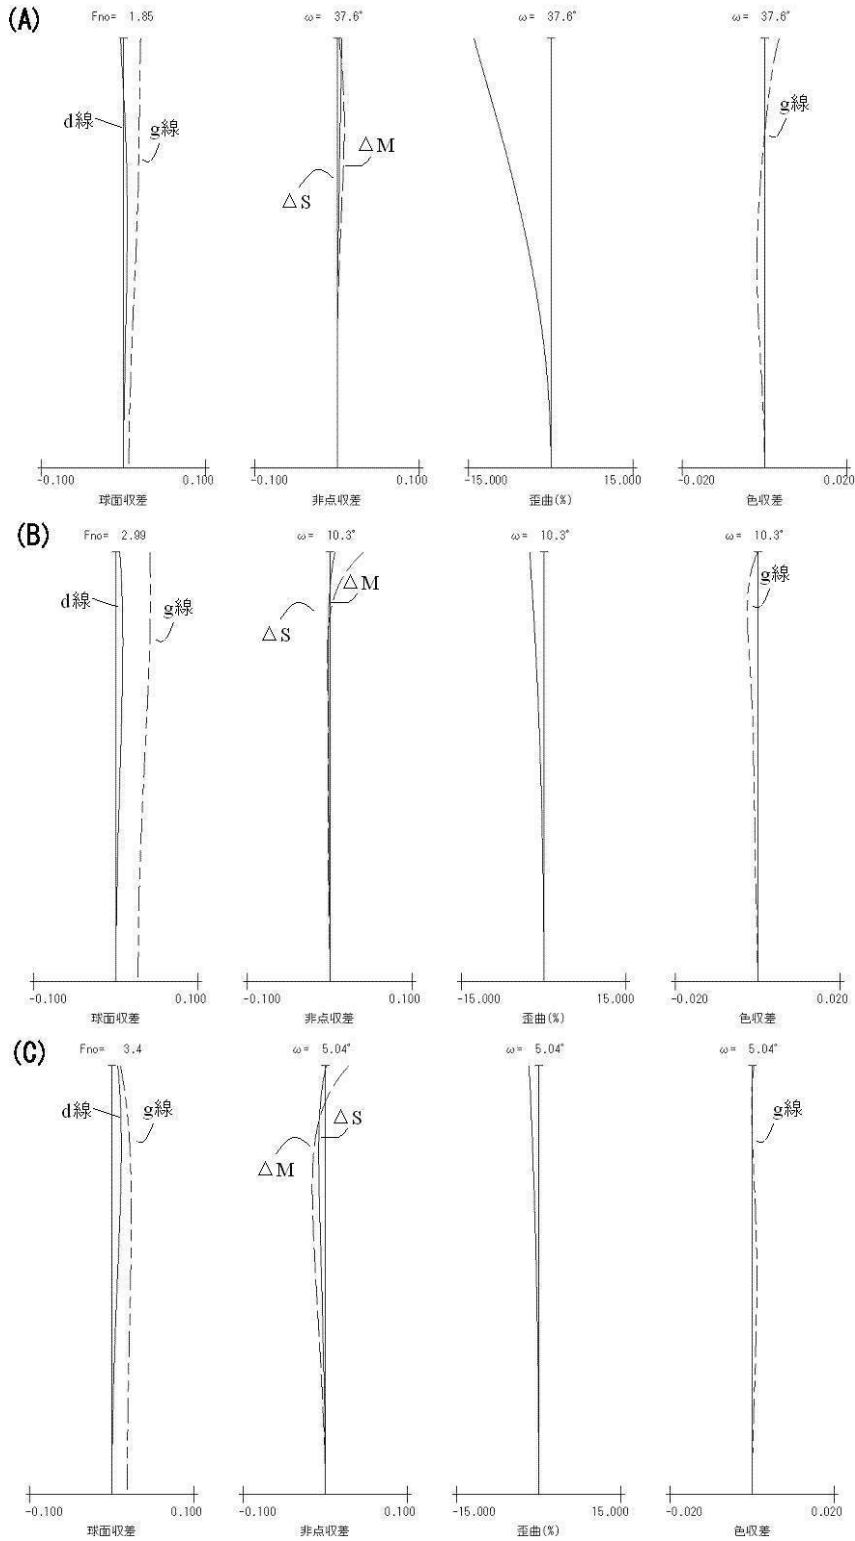 (A)
Fno= 1.85 ω= 37.6° ω= 37.6° ω= 37.6°
d線 g線 △M △S g線
-0.100 0.100 -0.100 0.100 -15.000 15.000 -0.020 0.020
球面収差 非点収差 歪曲(%) 色収差
(B)
Fno= 2.99 ω= 10.3° ω= 10.3° ω= 10.3°
d線 g線 △M △S g線
-0.100 0.100 -0.100 0.100 -15.000 15.000 -0.020 0.020
球面収差 非点収差 歪曲(%) 色収差
(C)
Fno= 3.4 ω= 5.04° ω= 5.04° ω= 5.04°
d線 g線 △S △M g線
-0.100 0.100 -0.100 0.100 -15.000 15.000 -0.020 0.020
球面収差 非点収差 歪曲(%) 色収差